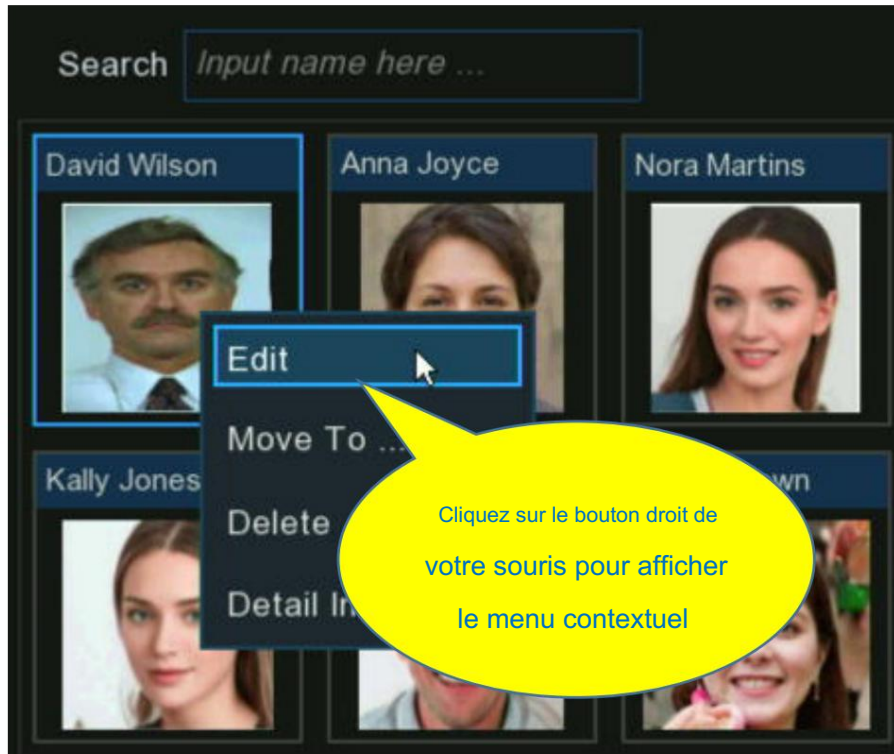 Search Input name here ...
David Wilson Anna Joyce Nora Martins
Edit
Move To ...
Kally Jones
Delete
Detail
Cliquez sur le bouton droit de
votre souris pour afficher
le menu contextuel